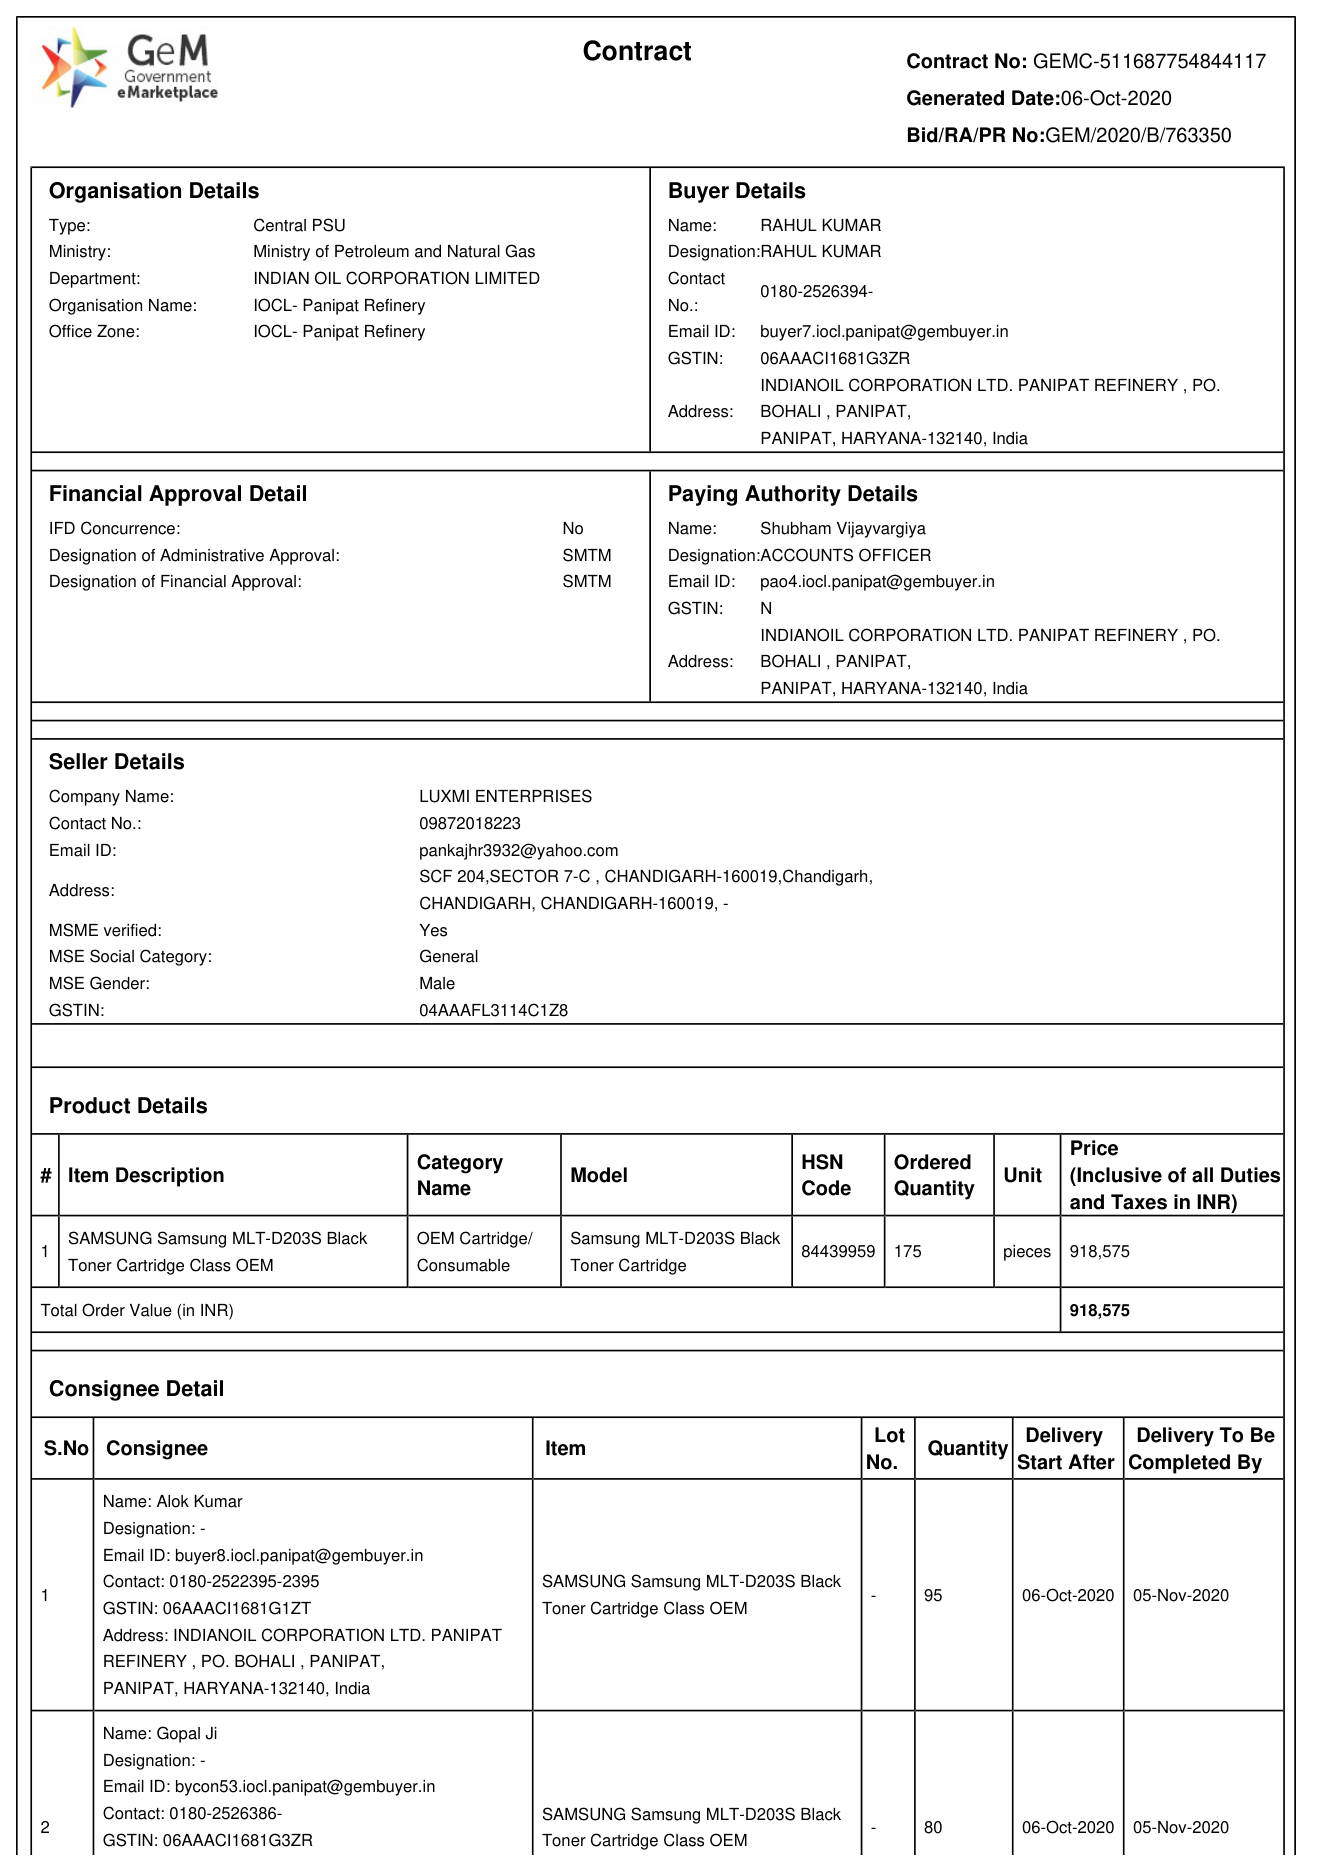 GeM
Government
eMarketplace
Contract
Contract No: GEMC-511687754844117
Generated Date:06-Oct-2020
Bid/RA/PR No:GEM/2020/B/763350
Organisation Details
Type: Central PSU
Ministry: Ministry of Petroleum and Natural Gas
Department: INDIAN OIL CORPORATION LIMITED
Organisation Name: IOCL- Panipat Refinery
Office Zone: IOCL- Panipat Refinery
Buyer Details
Name: RAHUL KUMAR
Designation:RAHUL KUMAR
Contact
No.: 0180-2526394-
Email ID: buyer7.iocl.panipat@gembuyer.in
GSTIN: 06AAACI1681G3ZR
INDIANOIL CORPORATION LTD. PANIPAT REFINERY , PO.
Address: BOHALI , PANIPAT,
PANIPAT, HARYANA-132140, India
Financial Approval Detail
IFD Concurrence: No
Designation of Administrative Approval: SMTM
Designation of Financial Approval: SMTM
Paying Authority Details
Name: Shubham Vijayvargiya
Designation:ACCOUNTS OFFICER
Email ID: pao4.iocl.panipat@gembuyer.in
GSTIN: N
INDIANOIL CORPORATION LTD. PANIPAT REFINERY , PO.
Address: BOHALI , PANIPAT,
PANIPAT, HARYANA-132140, India
Seller Details
Company Name: LUXMI ENTERPRISES
Contact No.: 09872018223
Email ID: pankajhr3932@yahoo.com
Address: SCF 204,SECTOR 7-C , CHANDIGARH-160019,Chandigarh,
CHANDIGARH, CHANDIGARH-160019, -
MSME verified: Yes
MSE Social Category: General
MSE Gender: Male
GSTIN: 04AAAFL3114C1Z8
Product Details
# Item Description Category Name Model HSN Code Ordered Quantity Unit Price (Inclusive of all Duties and Taxes in INR)
1 SAMSUNG Samsung MLT-D203S Black Toner Cartridge Class OEM OEM Cartridge/ Consumable Samsung MLT-D203S Black Toner Cartridge 84439959 175 pieces 918,575
Total Order Value (in INR) 918,575
Consignee Detail
S.No Consignee Item Lot No. Quantity Delivery Start After Delivery To Be Completed By
Name: Alok Kumar
Designation: -
Email ID: buyer8.iocl.panipat@gembuyer.in
Contact: 0180-2522395-2395
1 GSTIN: 06AAACI1681G1ZT SAMSUNG Samsung MLT-D203S Black Toner Cartridge Class OEM - 95 06-Oct-2020 05-Nov-2020
Address: INDIANOIL CORPORATION LTD. PANIPAT
REFINERY , PO. BOHALI , PANIPAT,
PANIPAT, HARYANA-132140, India
Name: Gopal Ji
Designation: -
Email ID: bycon53.iocl.panipat@gembuyer.in
Contact: 0180-2526386-
2 GSTIN: 06AAACI1681G3ZR SAMSUNG Samsung MLT-D203S Black Toner Cartridge Class OEM - 80 06-Oct-2020 05-Nov-2020